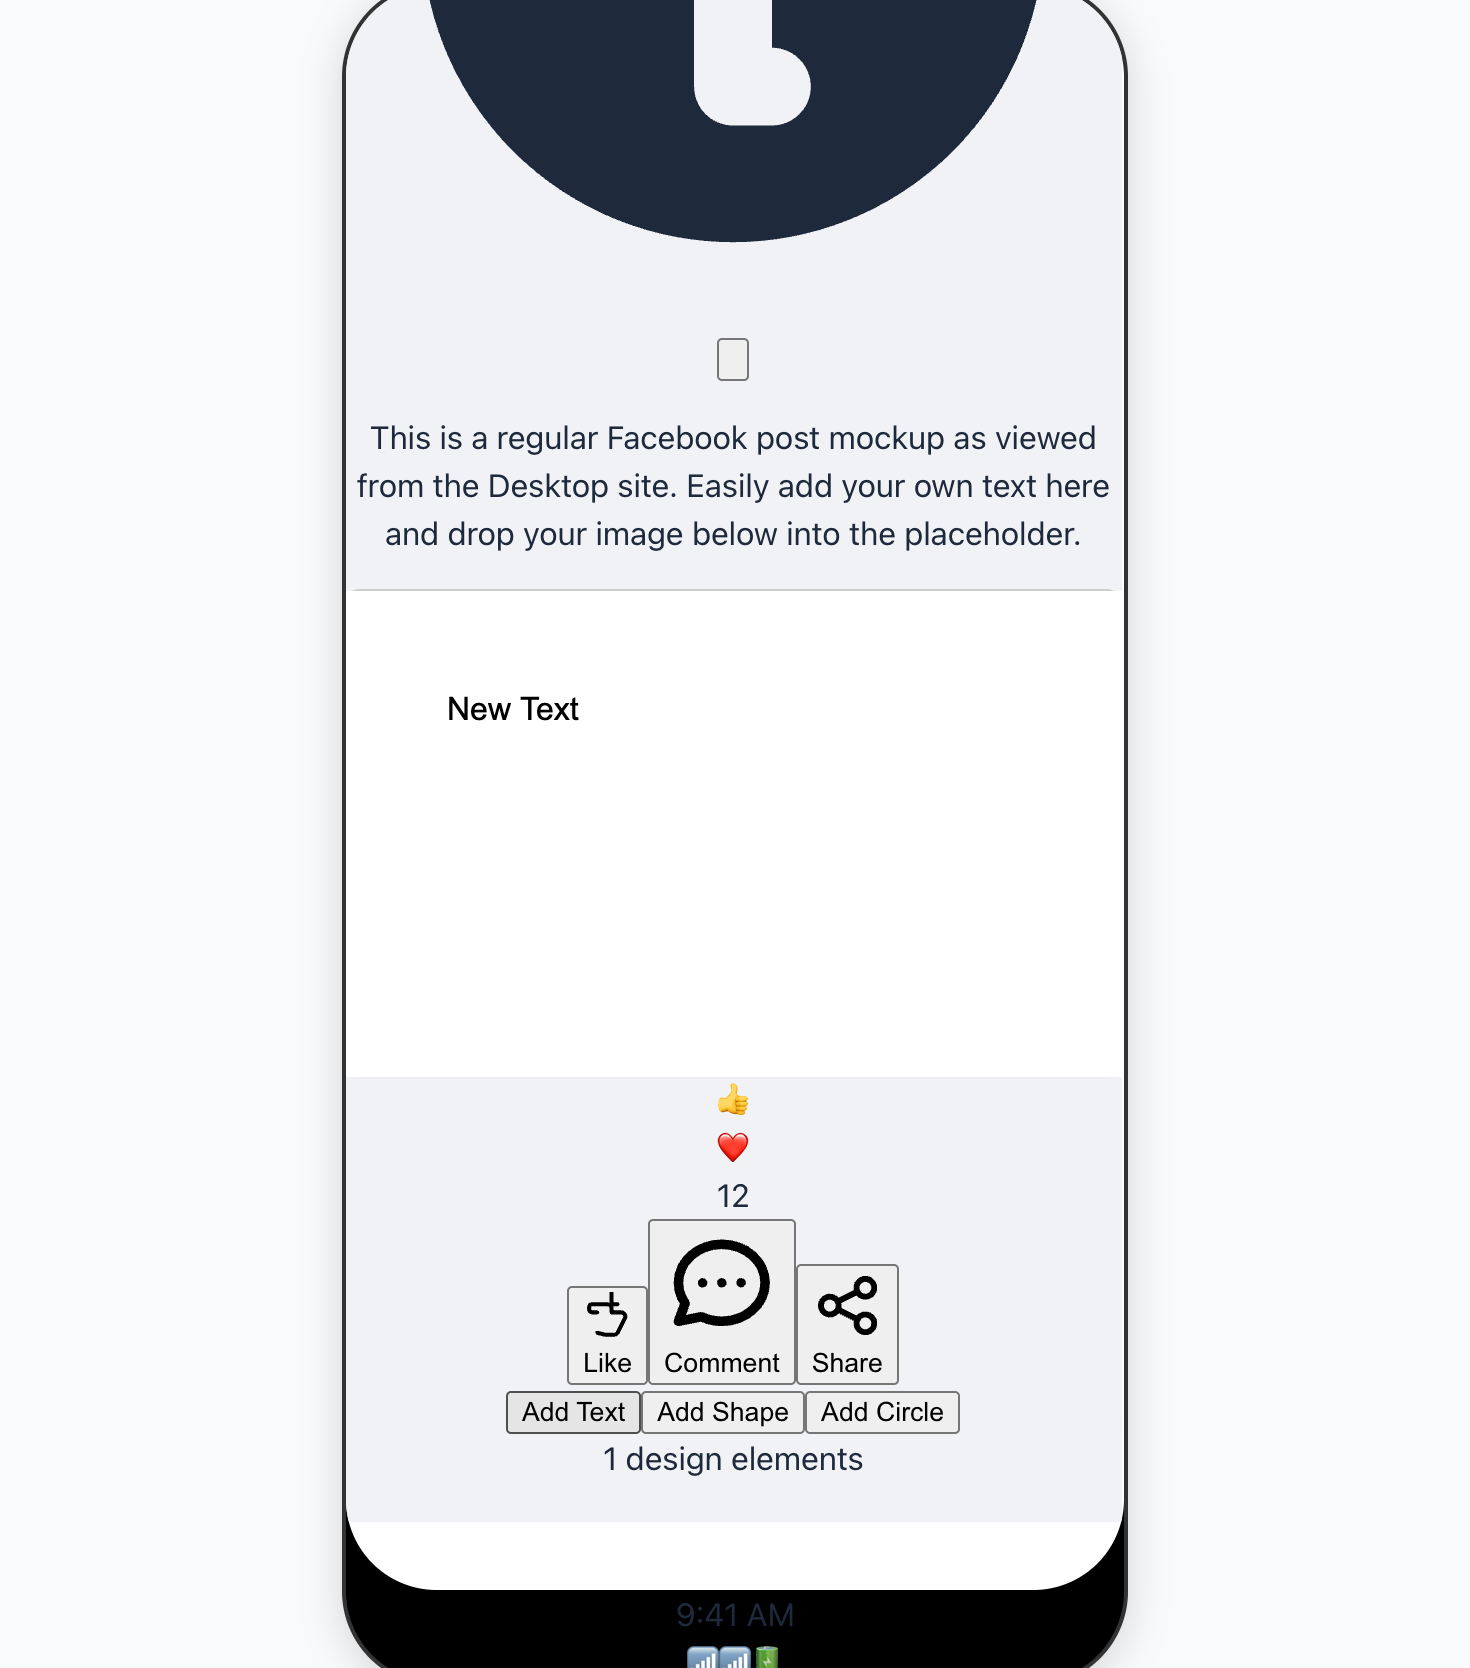 This is a regular Facebook post mockup as viewed
from the Desktop site. Easily add your own text here
and drop your image below into the placeholder.
New Text
12
Like Comment Share
Add Text Add Shape Add Circle
1 design elements
9:41 AM